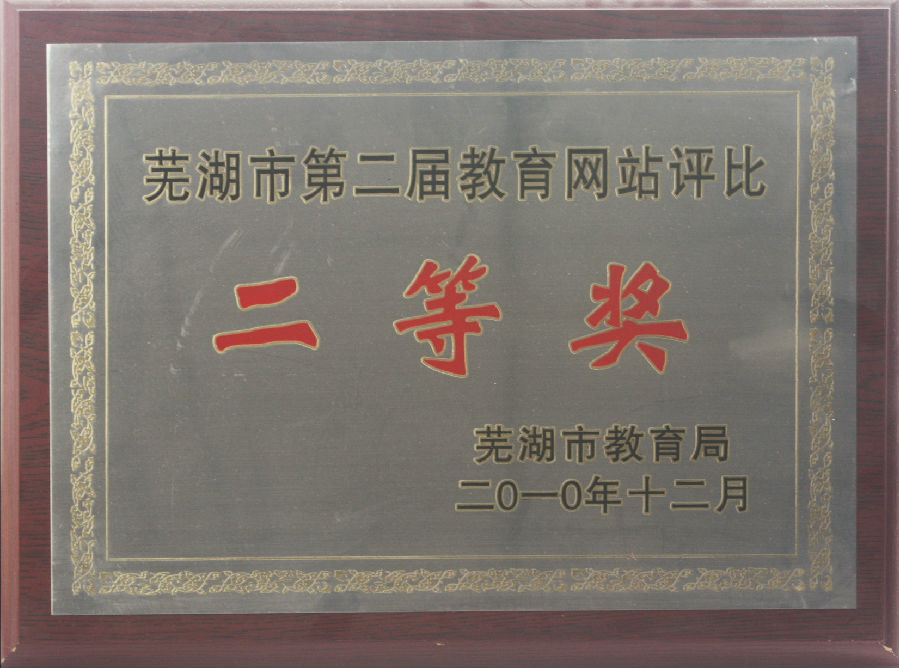 芜湖市第二届教育网站评比
二等奖
芜湖市教育局
二0一0年十二月